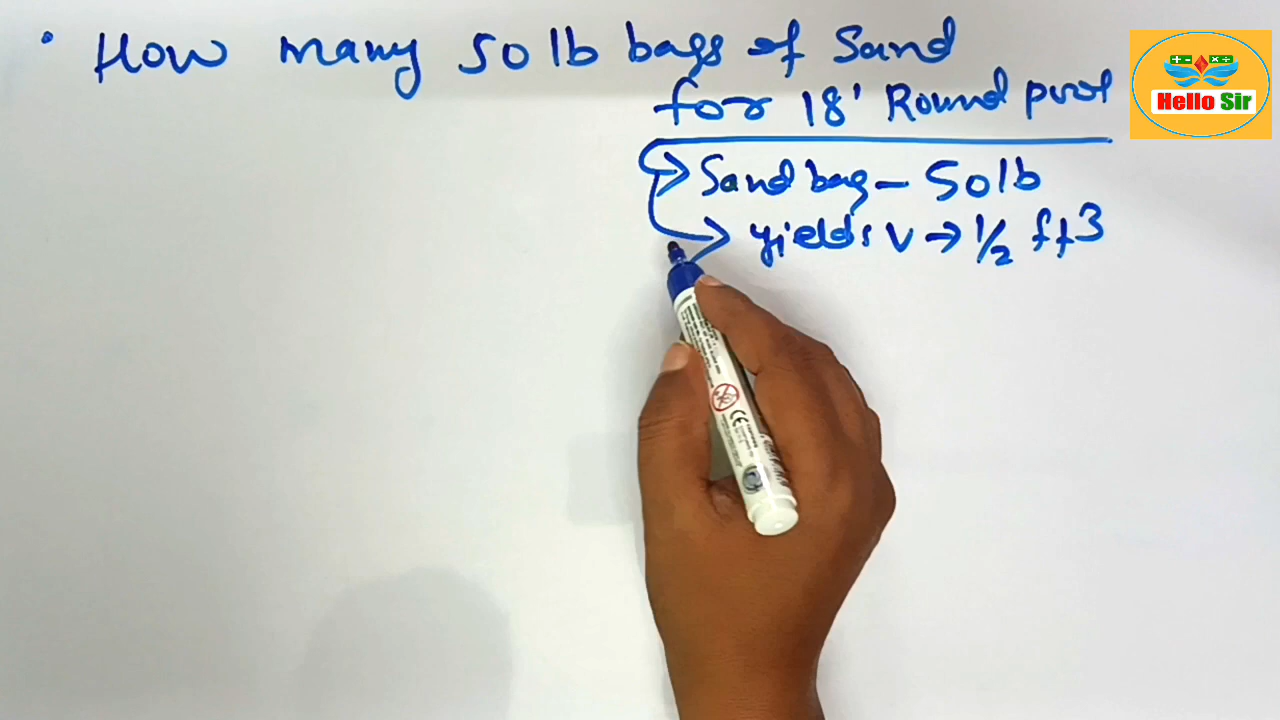 • How many 50 lb bags of Sand
for 18' Round pool
Sand bag - 50 lb
yields V → 1/2 ft3
Hello Sir
CE